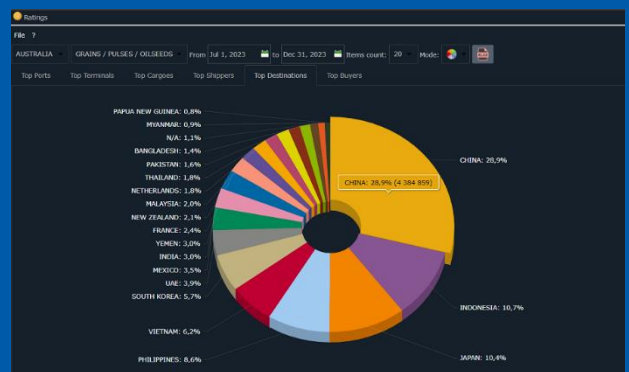 Ratings
File ?
AUSTRALIA GRAINS / PULSES / OILSEEDS From Jul 1, 2023 to Dec 31, 2023 Items count: 20 Mode:
Top Ports Top Terminals Top Cargoes Top Shippers Top Destinations Top Buyers
PAPUA NEW GUINEA: 0,8%
MYANMAR: 0,9%
N/A: 1,1%
BANGLADESH: 1,4%
PAKISTAN: 1,6%
THAILAND: 1,8%
NETHERLANDS: 1,8%
MALAYSIA: 2,0%
NEW ZEALAND: 2,1%
FRANCE: 2,4%
YEMEN: 3,0%
INDIA: 3,0%
MEXICO: 3,5%
UAE: 3,9%
SOUTH KOREA: 5,7%
VIETNAM: 6,2%
PHILIPPINES: 8,6%
CHINA: 28,9%
CHINA: 28,9% (4 384 859)
INDONESIA: 10,7%
JAPAN: 10,4%